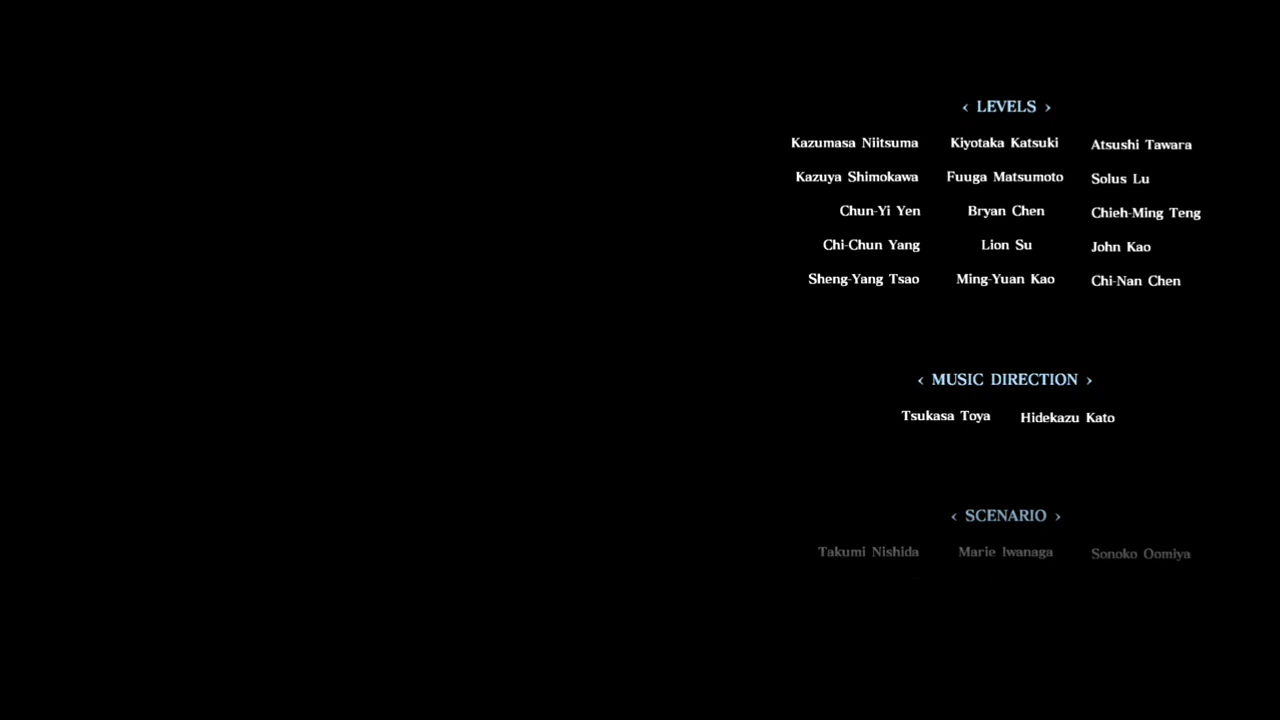 ‹ LEVELS ›
Kazumasa Niitsuma Kiyotaka Katsuki Atsushi Tawara
Kazuya Shimokawa Fuuga Matsumoto Solus Lu
Chun-Yi Yen Bryan Chen Chieh-Ming Teng
Chi-Chun Yang Lion Su John Kao
Sheng-Yang Tsao Ming-Yuan Kao Chi-Nan Chen
‹ MUSIC DIRECTION ›
Tsukasa Toya Hidekazu Kato
‹ SCENARIO ›
Takumi Nishida Marie Iwanaga Sonoko Oomiya